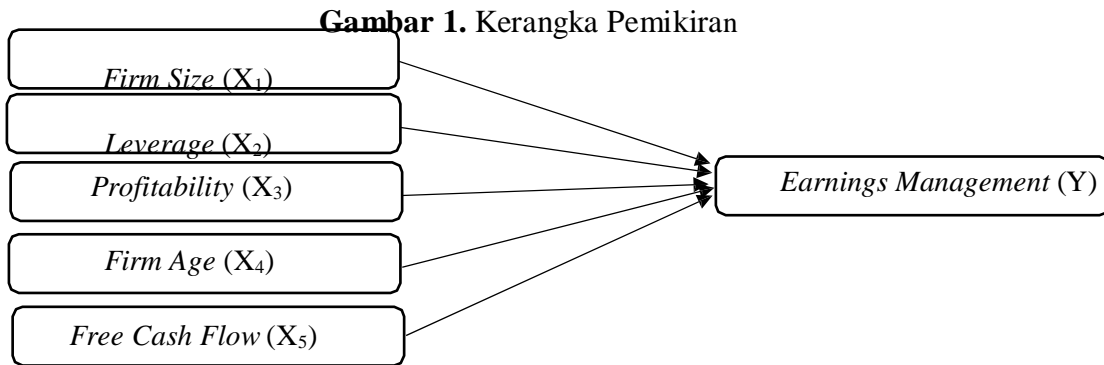 Gambar 1. Kerangka Pemikiran
Firm Size (X₁)
Leverage (X₂)
Profitability (X₃)
Firm Age (X₄)
Free Cash Flow (X₅)
Earnings Management (Y)